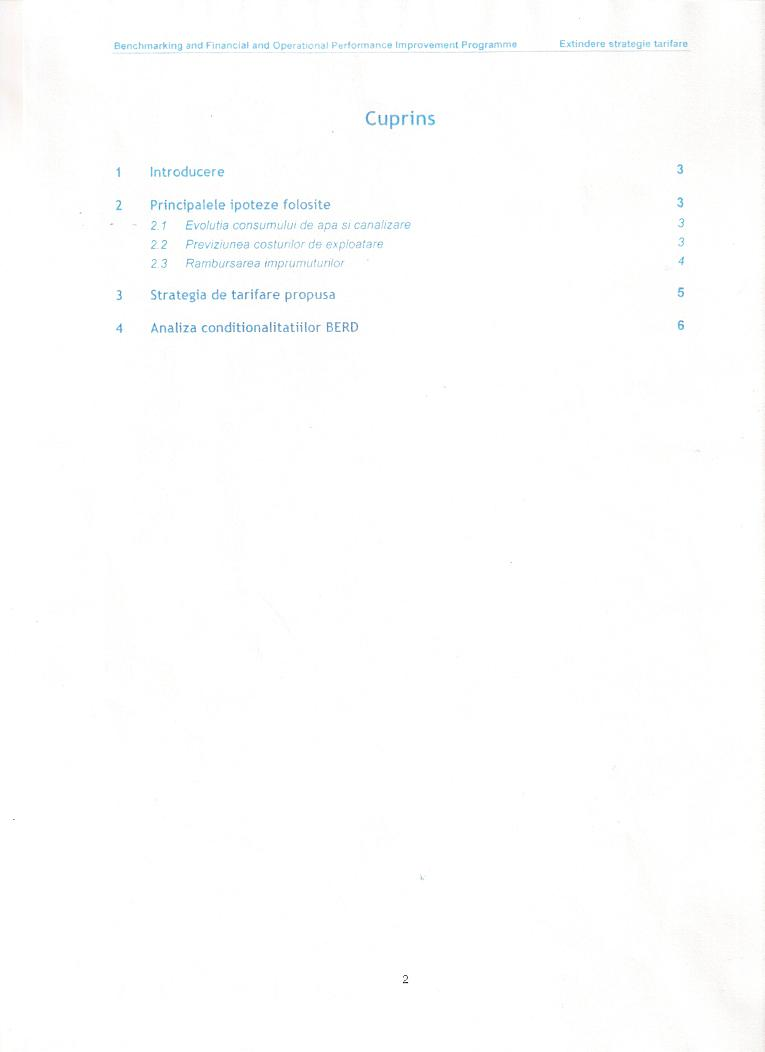 Benchmarking and Financial and Operational Performance Improvement Programme Extindere strategie tarifare
Cuprins
1 Introducere 3
2 Principalele ipoteze folosite 3
2.1 Evolutia consumului de apa si canalizare 3
2.2 Previziunea costurilor de exploatare 3
2.3 Rambursarea imprumuturilor 4
3 Strategia de tarifare propusa 5
4 Analiza conditionalitatiilor BERD 6
2